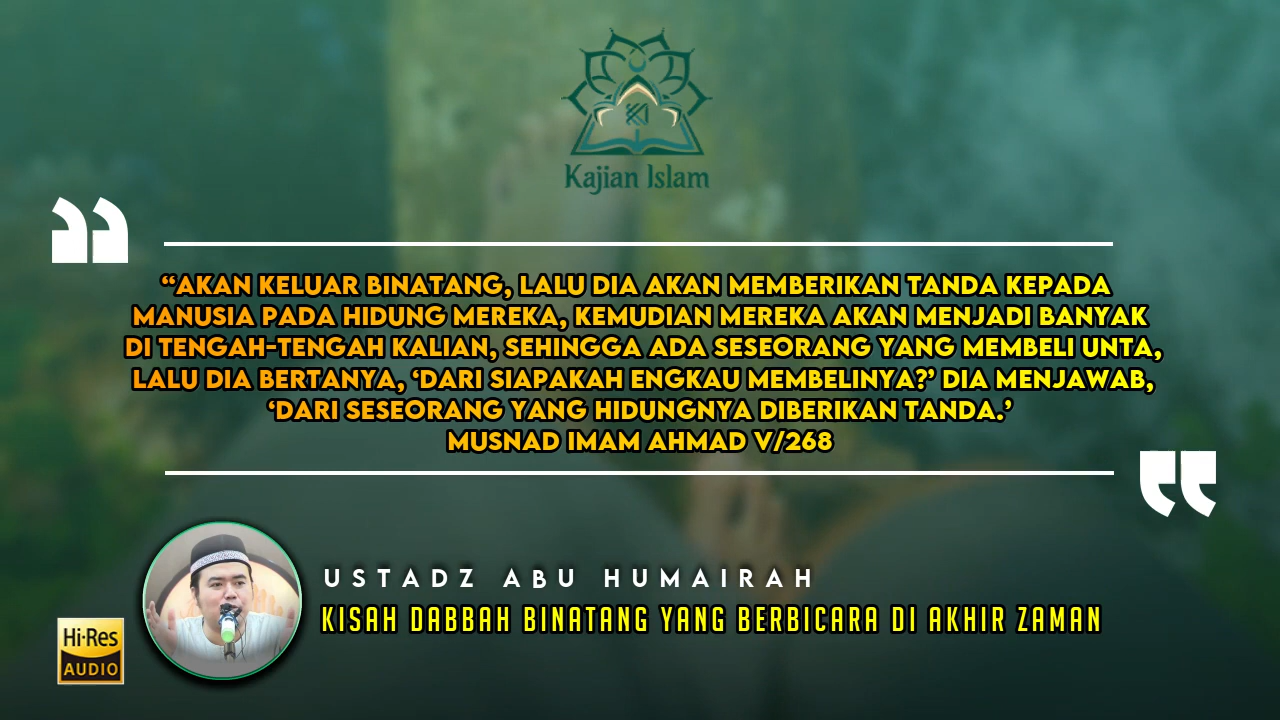 Kajian Islam
“AKAN KELUAR BINATANG, LALU DIA AKAN MEMBERIKAN TANDA KEPADA
MANUSIA PADA HIDUNG MEREKA, KEMUDIAN MEREKA AKAN MENJADI BANYAK
DI TENGAH-TENGAH KALIAN, SEHINGGA ADA SESEORANG YANG MEMBELI UNTA,
LALU DIA BERTANYA, ‘DARI SIAPAKAH ENGKAU MEMBELINYA?’ DIA MENJAWAB,
‘DARI SESEORANG YANG HIDUNGNYA DIBERIKAN TANDA.’
MUSNAD IMAM AHMAD V/268
USTADZ ABU HUMAIRAH
KISAH DABBAH BINATANG YANG BERBICARA DI AKHIR ZAMAN
Hi-Res
AUDIO